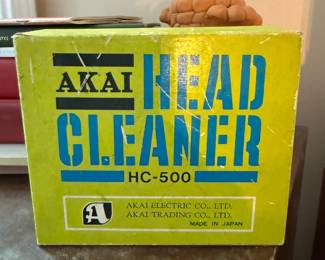 AKAI HEAD
CLEANER
HC-500
A
AKAI ELECTRIC CO., LTD.
AKAI TRADING CO., LTD.
MADE IN JAPAN